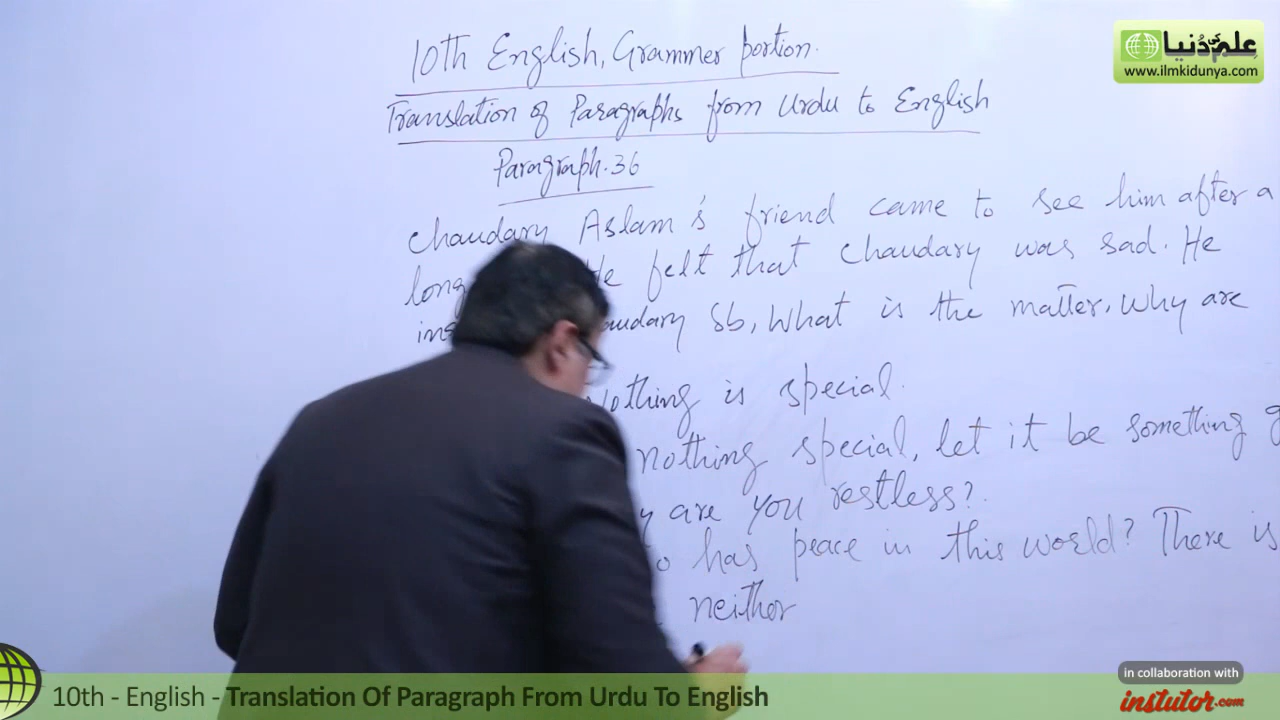 10th English, Grammer portion.
Translation of Paragraphs from Urdu to English
Paragraph.36
Chaudary Aslam's friend came to see him after a
long felt that Chaudary was sad. He
Sb, What is the matter, Why are
Nothing is special.
nothing special, let it be something
are you restless?
has peace in this world? There is
neither
علم کی دنیا
www.ilmkidunya.com
10th - English - Translation Of Paragraph From Urdu To English
in collaboration with
instutor.com